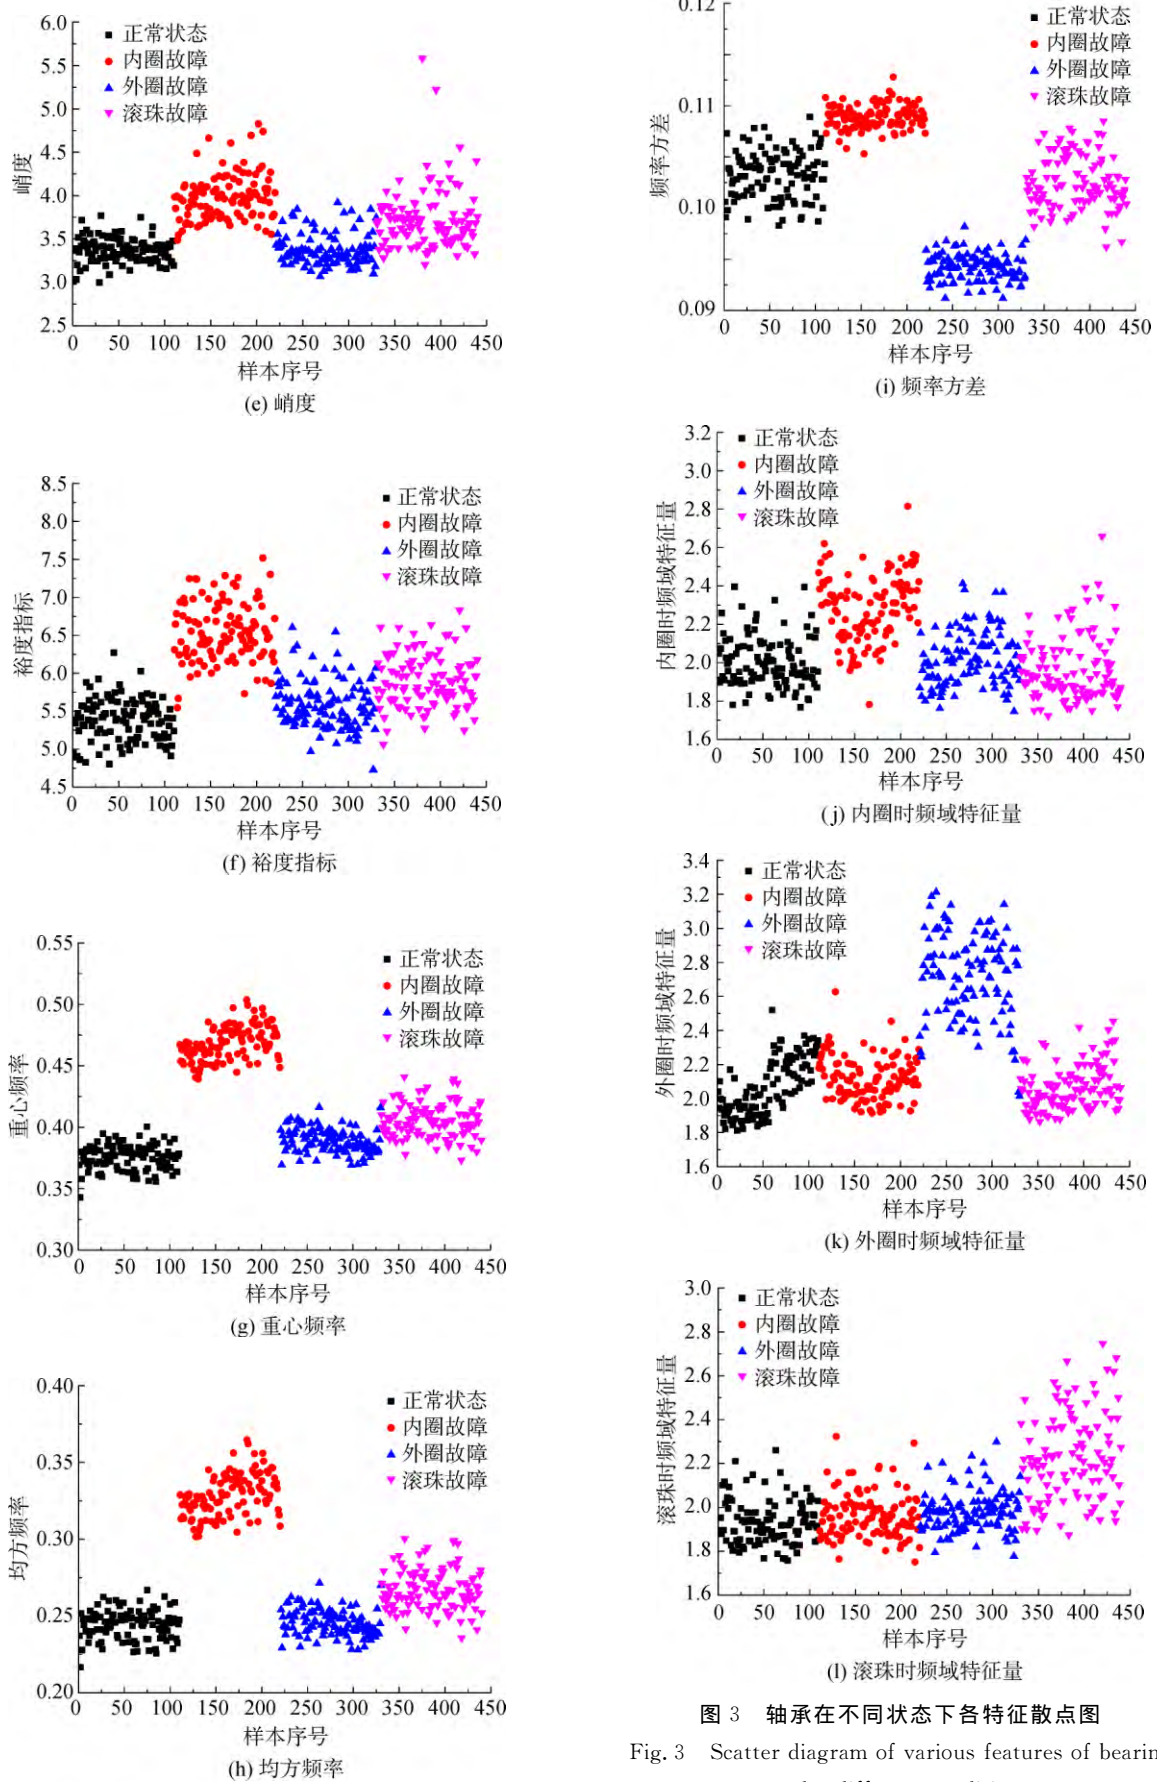 6.0
5.5
5.0
4.5
4.0
3.5
3.0
2.5
峭度
正常状态
内圈故障
外圈故障
滚珠故障
0 50 100 150 200 250 300 350 400 450
样本序号
(e) 峭度
8.5
8.0
7.5
7.0
6.5
6.0
5.5
5.0
4.5
裕度指标
正常状态
内圈故障
外圈故障
滚珠故障
0 50 100 150 200 250 300 350 400 450
样本序号
(f) 裕度指标
0.55
0.50
0.45
0.40
0.35
0.30
重心频率
正常状态
内圈故障
外圈故障
滚珠故障
0 50 100 150 200 250 300 350 400 450
样本序号
(g) 重心频率
0.40
0.35
0.30
0.25
0.20
均方频率
正常状态
内圈故障
外圈故障
滚珠故障
0 50 100 150 200 250 300 350 400 450
样本序号
(h) 均方频率
0.12
0.11
0.10
0.09
频率方差
正常状态
内圈故障
外圈故障
滚珠故障
0 50 100 150 200 250 300 350 400 450
样本序号
(i) 频率方差
3.2
3.0
2.8
2.6
2.4
2.2
2.0
1.8
1.6
内圈时频域特征量
正常状态
内圈故障
外圈故障
滚珠故障
0 50 100 150 200 250 300 350 400 450
样本序号
(j) 内圈时频域特征量
3.4
3.2
3.0
2.8
2.6
2.4
2.2
2.0
1.8
1.6
外圈时频域特征量
正常状态
内圈故障
外圈故障
滚珠故障
0 50 100 150 200 250 300 350 400 450
样本序号
(k) 外圈时频域特征量
3.0
2.8
2.6
2.4
2.2
2.0
1.8
1.6
滚珠时频域特征量
正常状态
内圈故障
外圈故障
滚珠故障
0 50 100 150 200 250 300 350 400 450
样本序号
(l) 滚珠时频域特征量
图 3 轴承在不同状态下各特征散点图
Fig. 3 Scatter diagram of various features of bearin